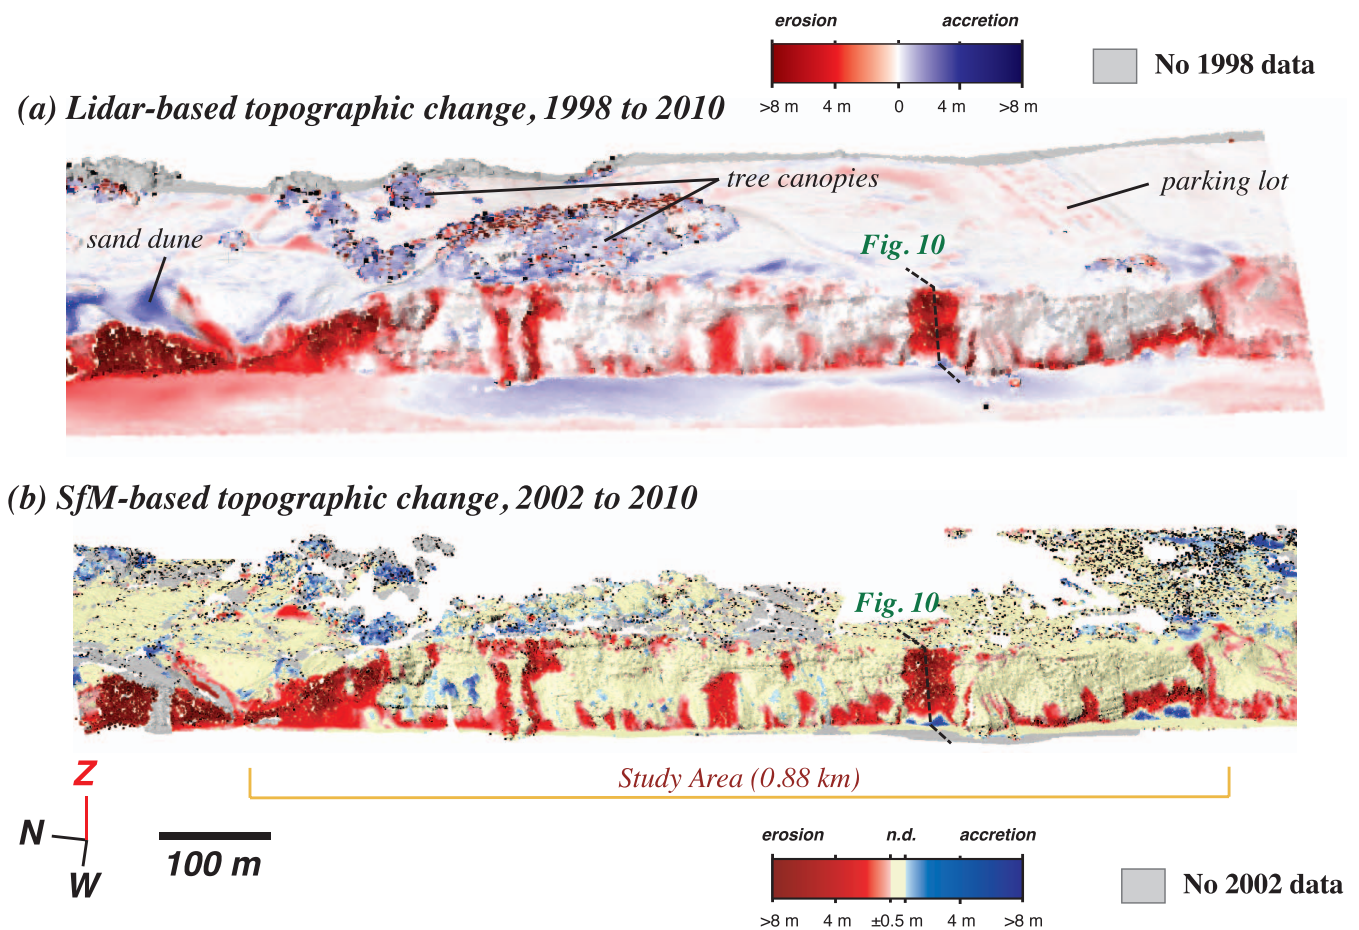 erosion accretion
>8 m 4 m 0 4 m >8 m
No 1998 data
(a) Lidar-based topographic change, 1998 to 2010
tree canopies
parking lot
sand dune
Fig. 10
(b) SfM-based topographic change, 2002 to 2010
Fig. 10
Study Area (0.88 km)
Z
N
W
100 m
erosion n.d. accretion
>8 m 4 m ±0.5 m 4 m >8 m
No 2002 data